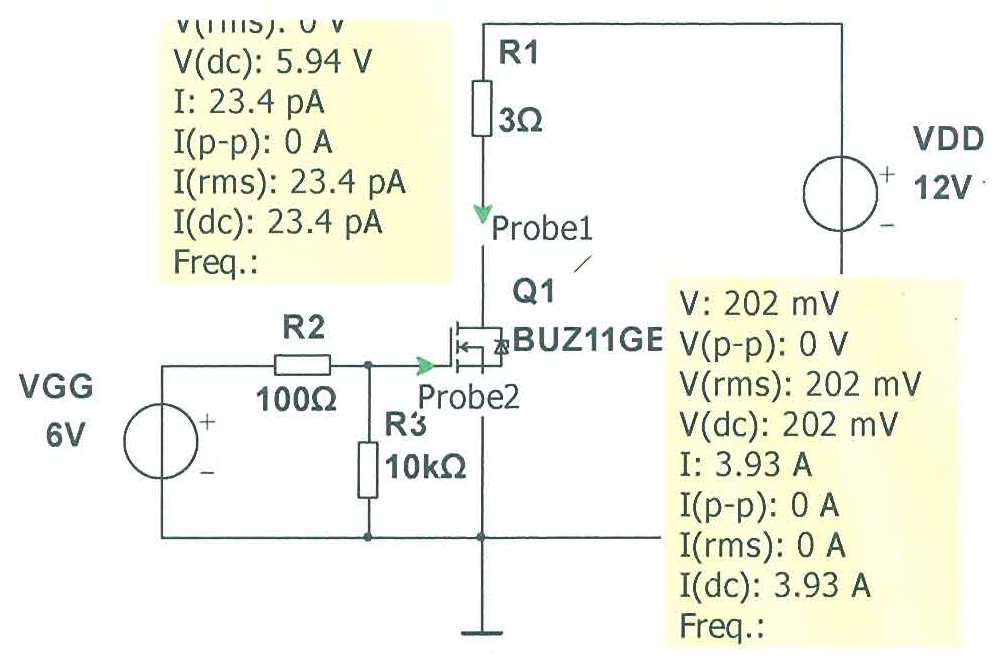 V(rms): 0 V
V(dc): 5.94 V
I: 23.4 pA
I(p-p): 0 A
I(rms): 23.4 pA
I(dc): 23.4 pA
Freq.:
R1
3Ω
VDD
12V
+
−
Probe1
Q1
BUZ11GE
R2
100Ω
VGG
6V
+
−
Probe2
R3
10kΩ
V: 202 mV
V(p-p): 0 V
V(rms): 202 mV
V(dc): 202 mV
I: 3.93 A
I(p-p): 0 A
I(rms): 0 A
I(dc): 3.93 A
Freq.: